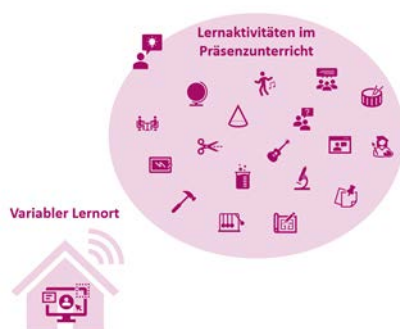 Lernaktivitäten im
Präsenzunterricht
Variabler Lernort